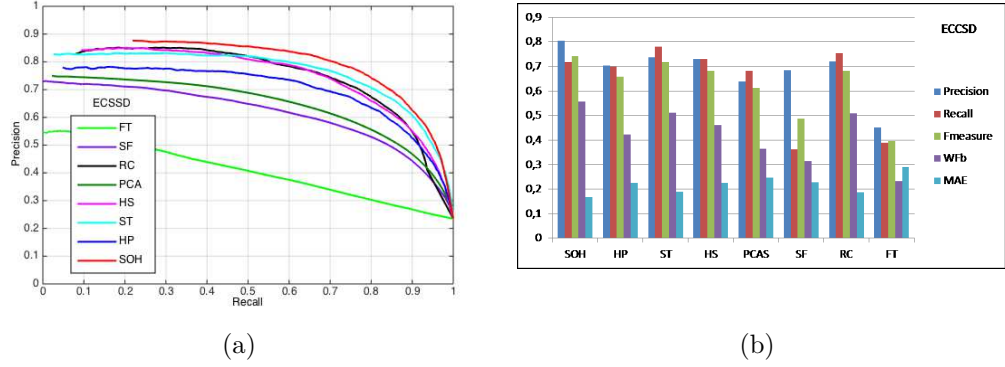 1
0.9
0.8
0.7
0.6
0.5
0.4
0.3
0.2
0.1
0
Precision
ECSSD
FT
SF
RC
PCA
HS
ST
HP
SOH
0 0.1 0.2 0.3 0.4 0.5 0.6 0.7 0.8 0.9 1
Recall
(a)
0,9
0,8
0,7
0,6
0,5
0,4
0,3
0,2
0,1
0
ECCSD
Precision
Recall
Fmeasure
WFb
MAE
SOH HP ST HS PCAS SF RC FT
(b)